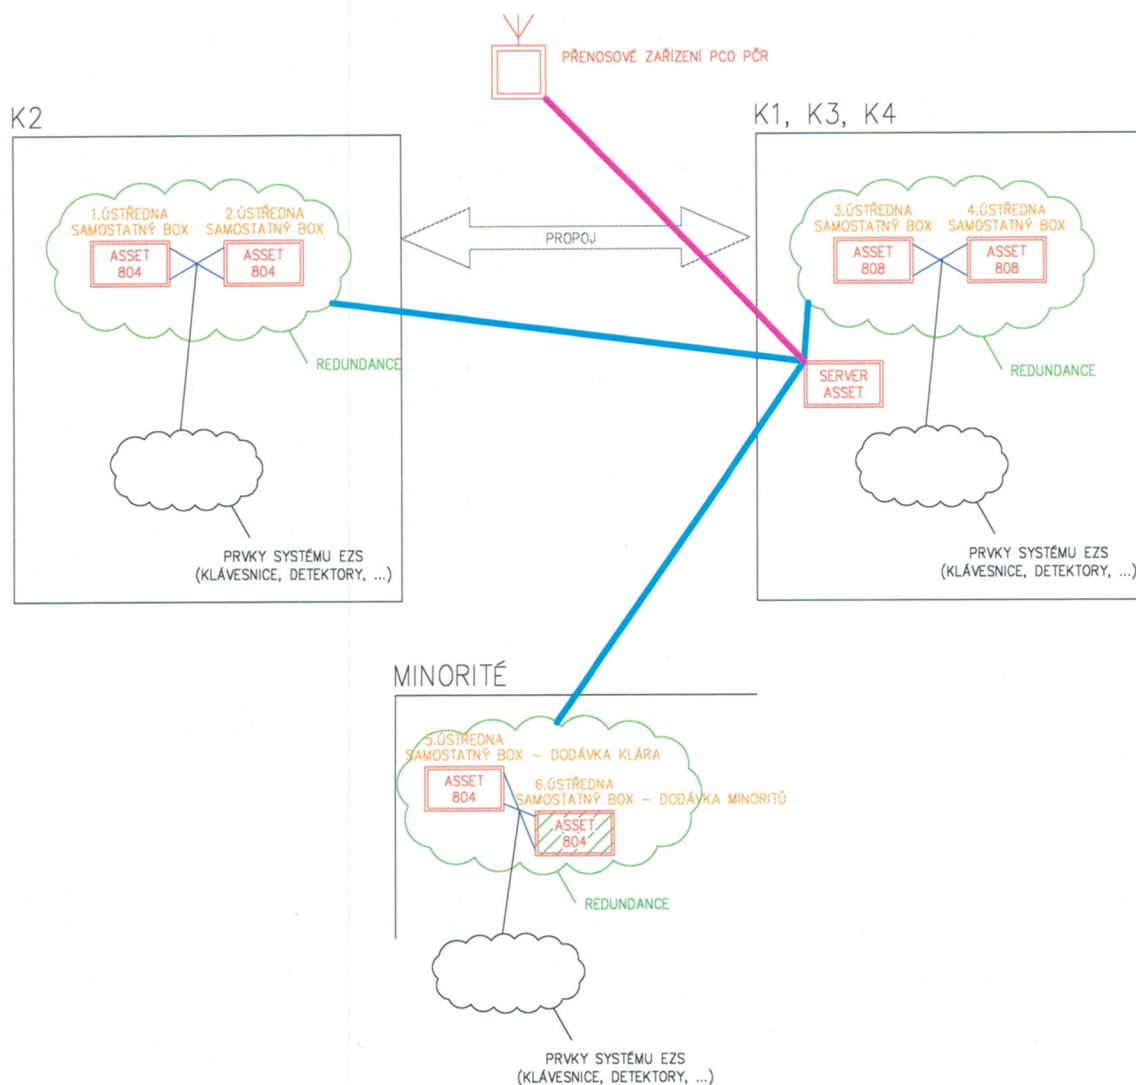 PŘENOSOVÉ ZAŘÍZENÍ PCO PČR
K2
K1, K3, K4
1.ÚSTŘEDNA
SAMOSTATNÝ BOX
2.ÚSTŘEDNA
SAMOSTATNÝ BOX
ASSET
804
ASSET
804
PROPOJ
3.ÚSTŘEDNA
SAMOSTATNÝ BOX
4.ÚSTŘEDNA
SAMOSTATNÝ BOX
ASSET
808
ASSET
808
REDUNDANCE
REDUNDANCE
SERVER
ASSET
PRVKY SYSTÉMU EZS
(KLÁVESNICE, DETEKTORY, ...)
PRVKY SYSTÉMU EZS
(KLÁVESNICE, DETEKTORY, ...)
MINORITÉ
5.ÚSTŘEDNA
SAMOSTATNÝ BOX – DODÁVKA KLÁRA
ASSET
804
6.ÚSTŘEDNA
SAMOSTATNÝ BOX – DODÁVKA MINORITŮ
ASSET
804
REDUNDANCE
PRVKY SYSTÉMU EZS
(KLÁVESNICE, DETEKTORY, ...)